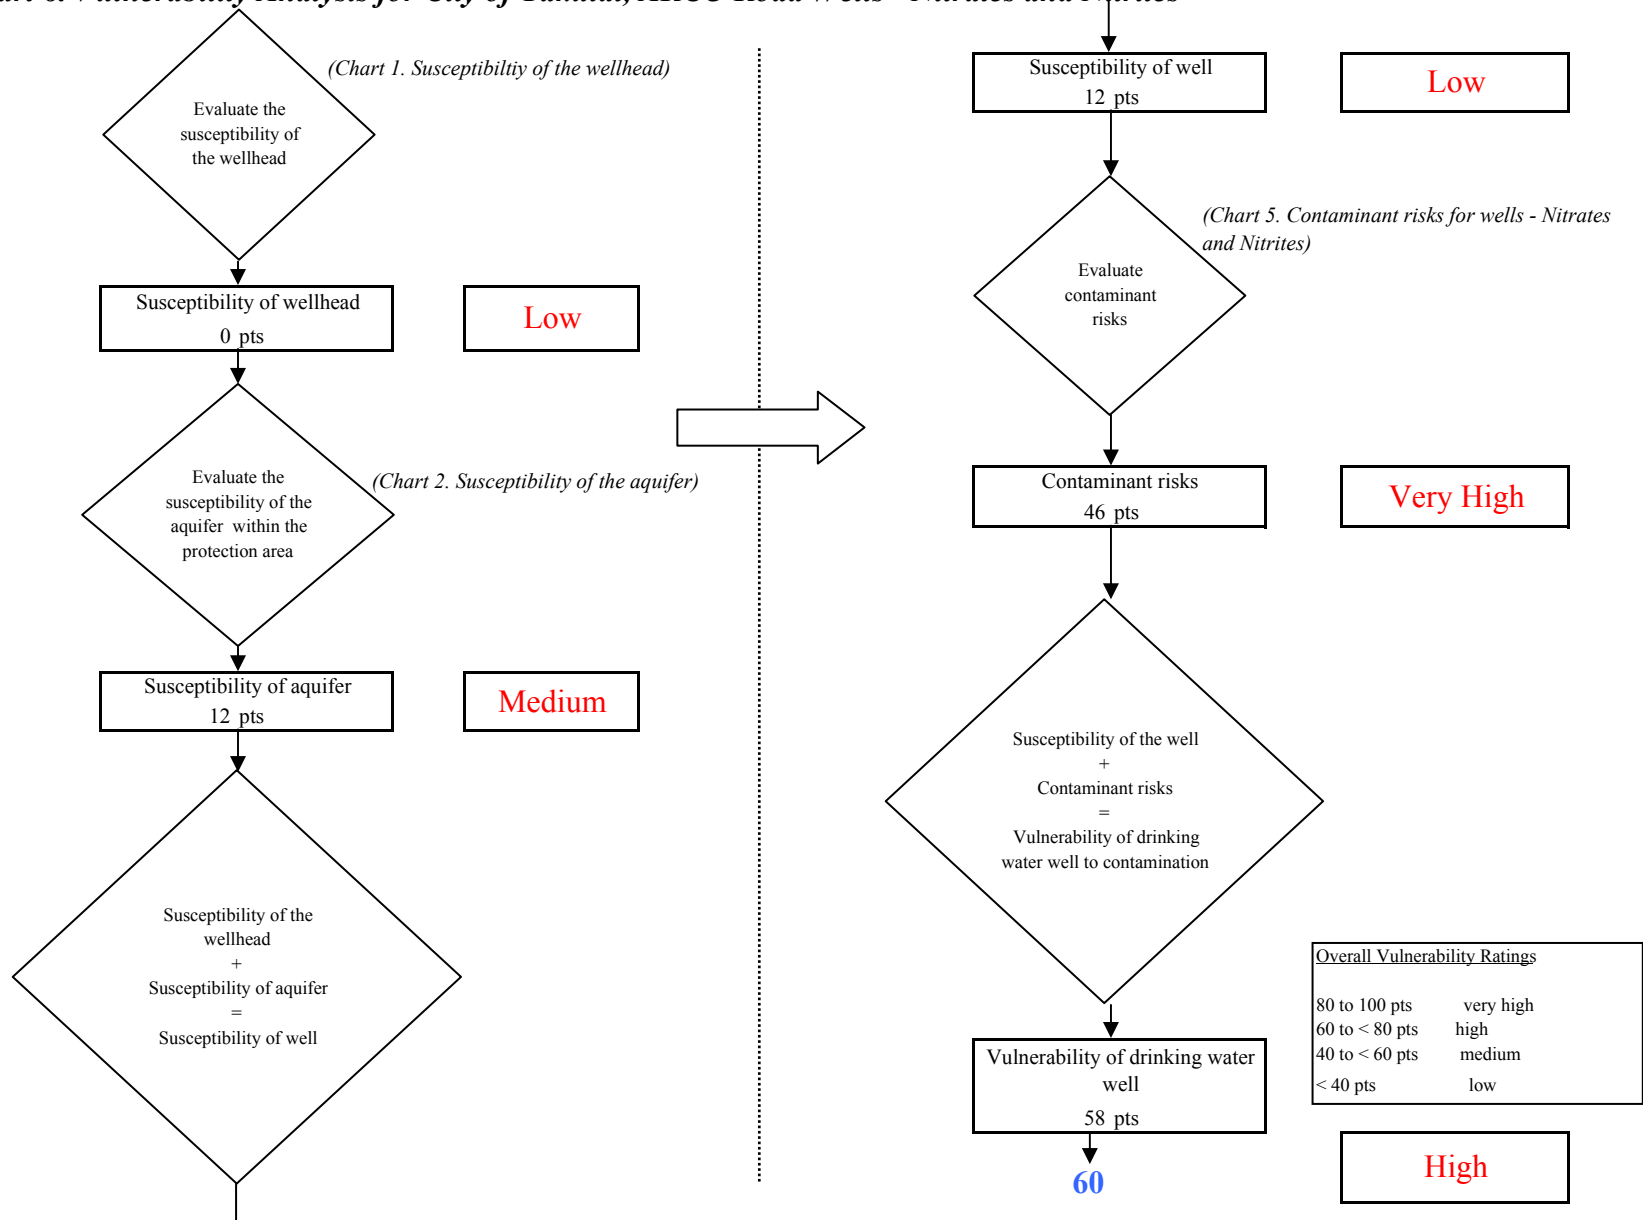 (Chart 1. Susceptibiltiy of the wellhead)
Evaluate the
susceptibility of
the wellhead
Susceptibility of wellhead
0 pts
Low
Evaluate the
susceptibility of the
aquifer within the
protection area
(Chart 2. Susceptibility of the aquifer)
Susceptibility of aquifer
12 pts
Medium
Susceptibility of the
wellhead
+
Susceptibility of aquifer
=
Susceptibility of well
Susceptibility of well
12 pts
Low
(Chart 5. Contaminant risks for wells - Nitrates
and Nitrites)
Evaluate
contaminant
risks
Contaminant risks
46 pts
Very High
Susceptibility of the well
+
Contaminant risks
=
Vulnerability of drinking
water well to contamination
Vulnerability of drinking water
well
58 pts
60
Overall Vulnerability Ratings
80 to 100 pts very high
60 to < 80 pts high
40 to < 60 pts medium
< 40 pts low
High